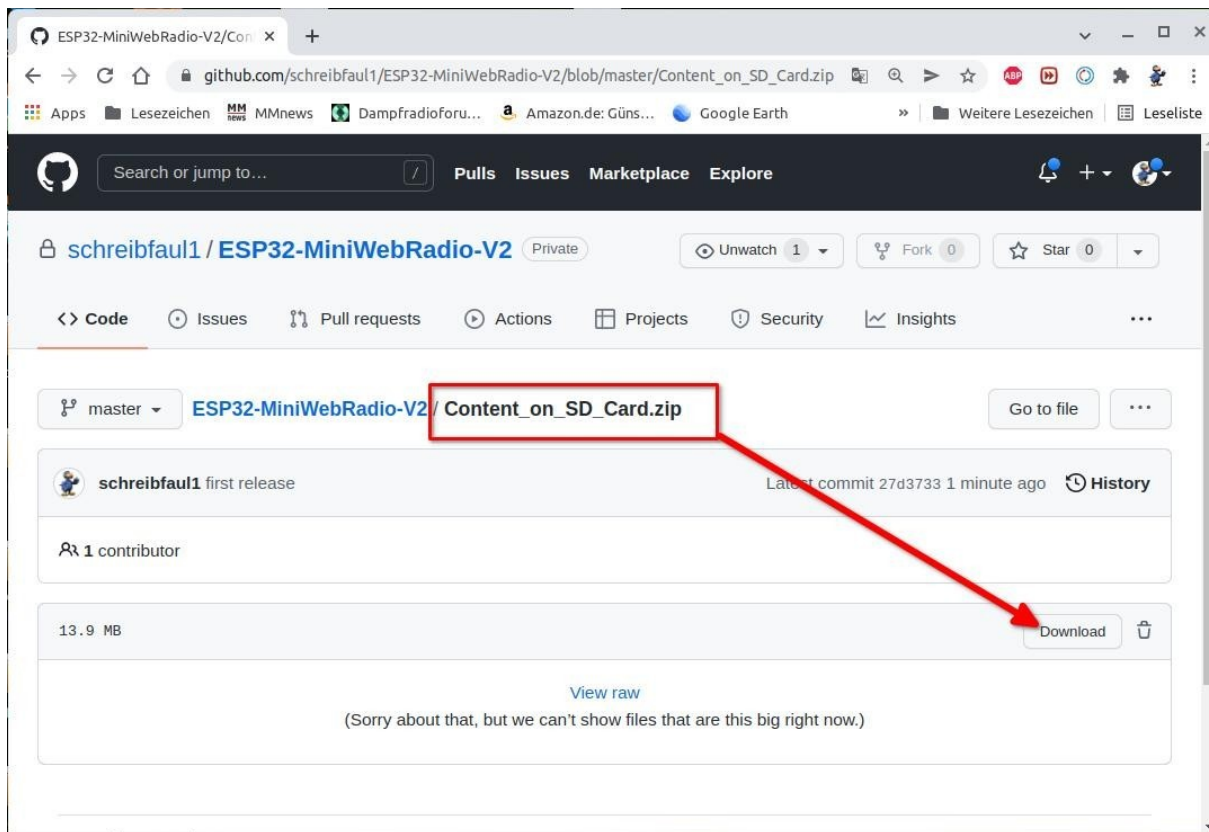 ESP32-MiniWebRadio-V2/Con
github.com/schreibfaul1/ESP32-MiniWebRadio-V2/blob/master/Content_on_SD_Card.zip ABP
Apps Lesezeichen MM news MMnews Dampfradioforu... a Amazon.de: Güns... Google Earth » Weitere Lesezeichen Leseliste
Search or jump to... / Pulls Issues Marketplace Explore
schreibfaul1 / ESP32-MiniWebRadio-V2 Private Unwatch 1 Fork 0 Star 0
<> Code Issues Pull requests Actions Projects Security Insights ...
master ESP32-MiniWebRadio-V2 / Content_on_SD_Card.zip Go to file ...
schreibfaul1 first release Latest commit 27d3733 1 minute ago History
1 contributor
13.9 MB Download
View raw
(Sorry about that, but we can't show files that are this big right now.)